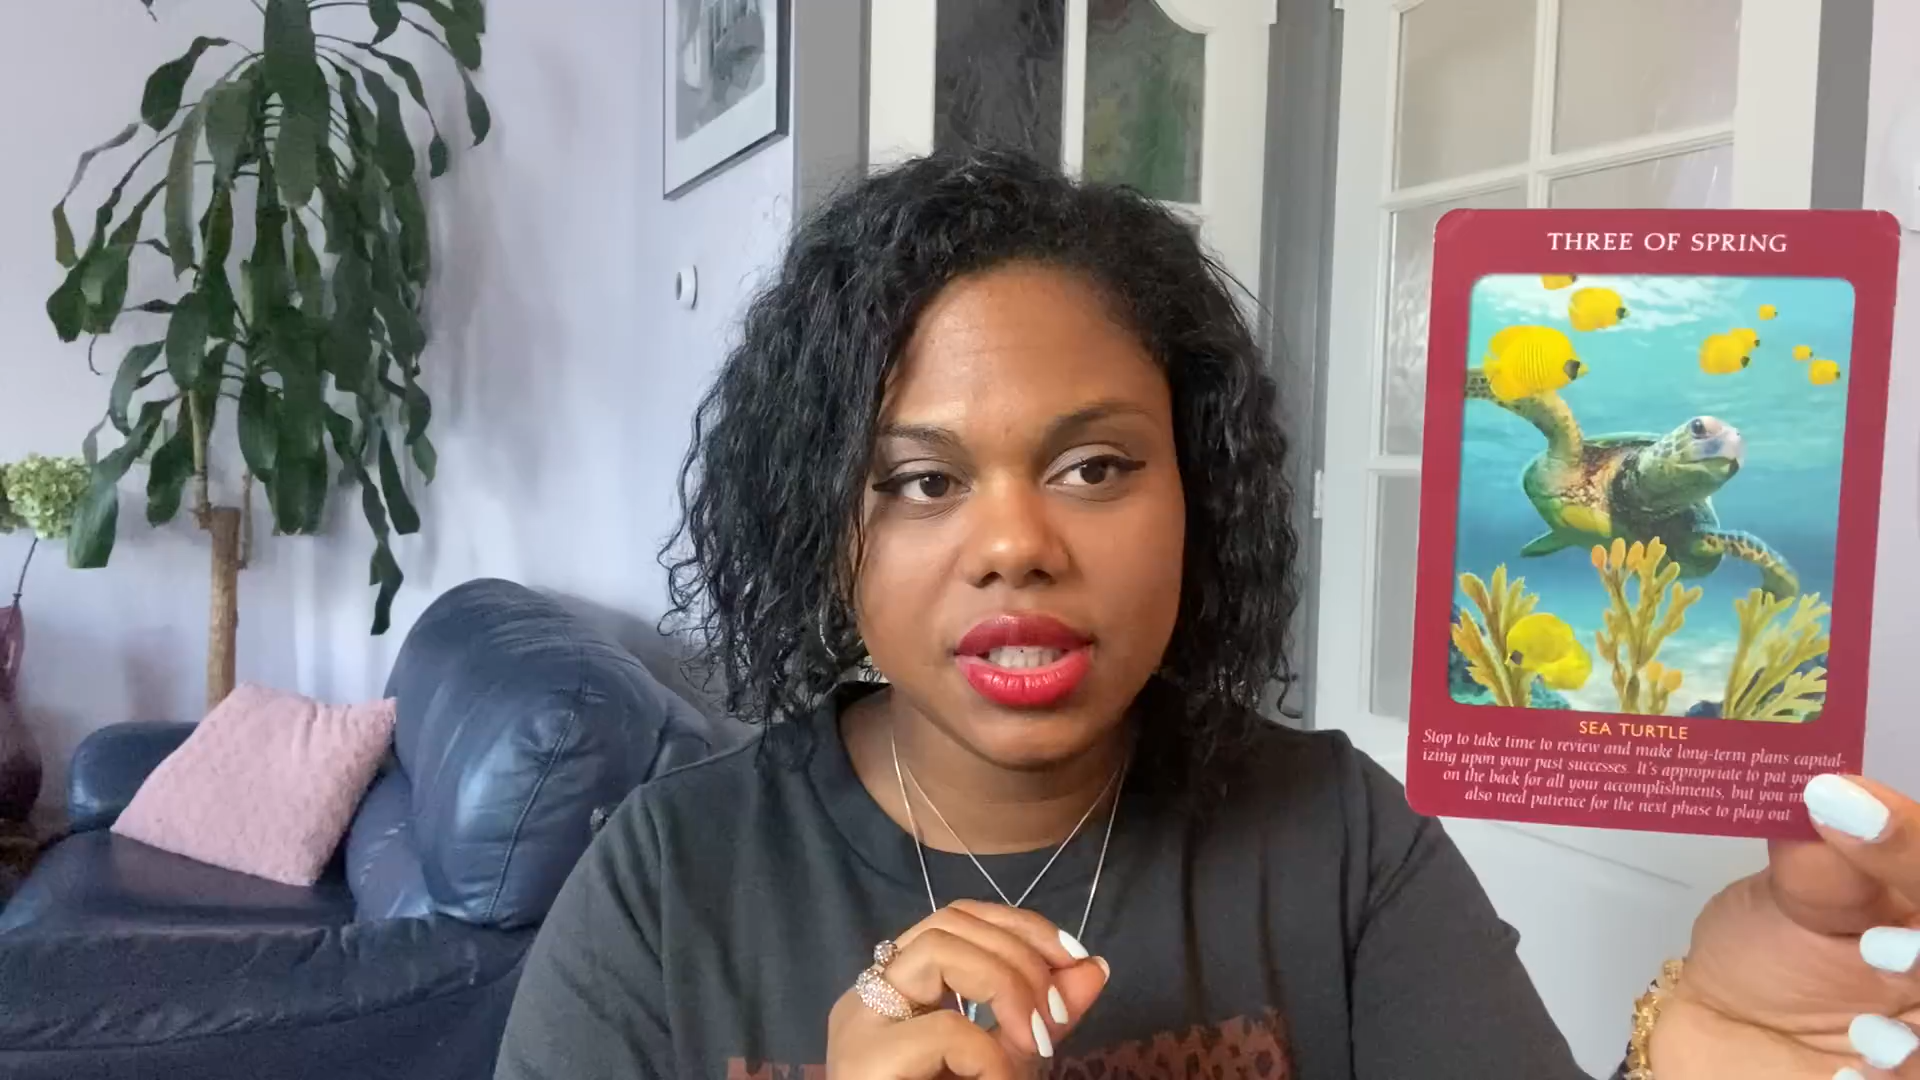 THREE OF SPRING
SEA TURTLE
Stop to take time to review and make long-term plans capital-
izing upon your past successes. It's appropriate to pat
on the back for all your accomplishments, but you
also need patience for the next phase to play out